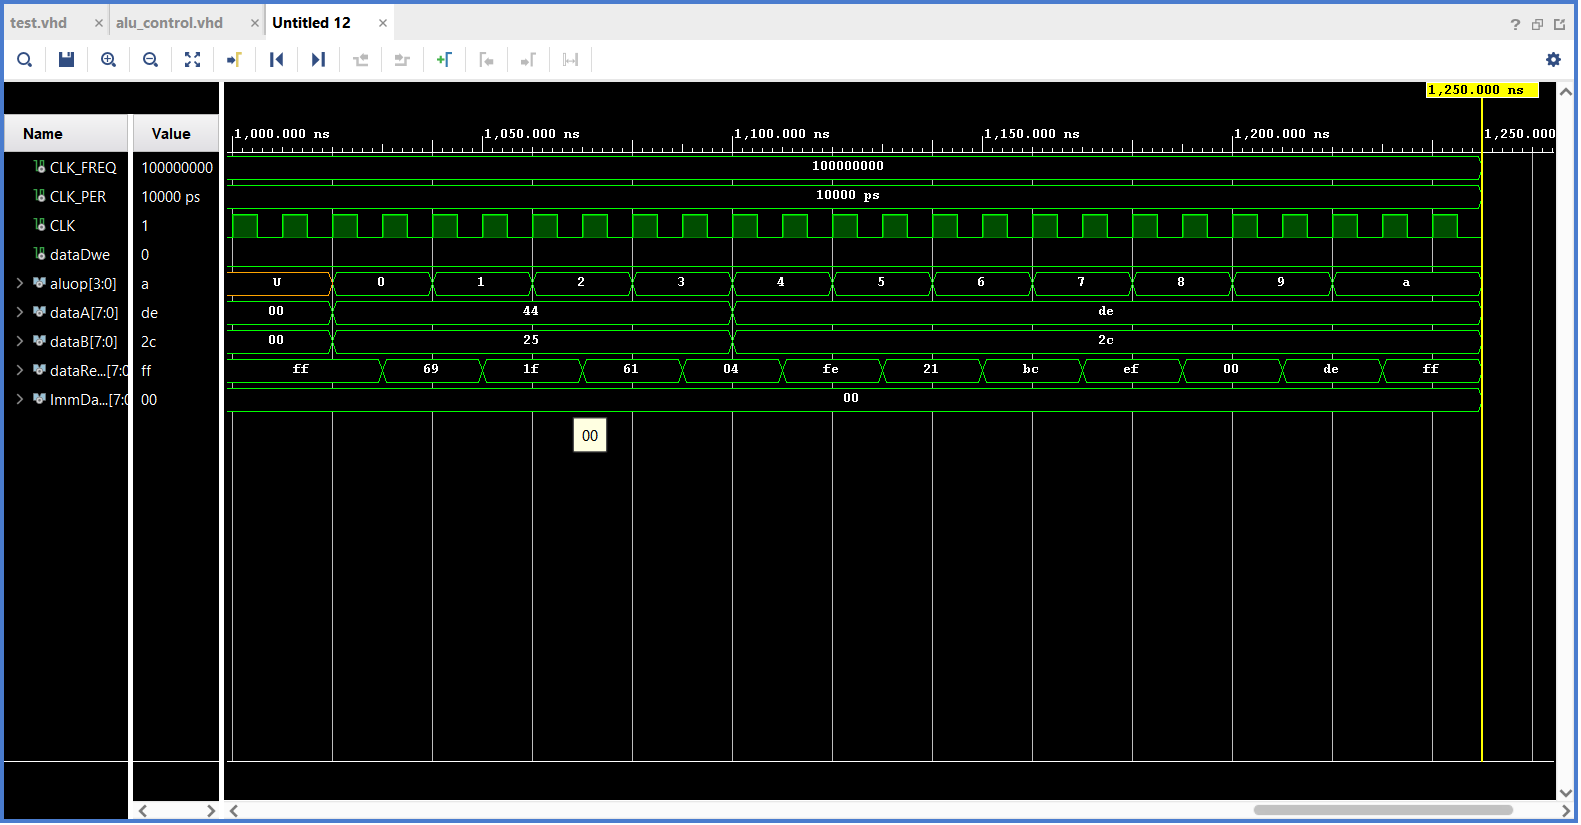 test.vhd × alu_control.vhd × Untitled 12 × ?
1,250.000 ns
Name Value
1,000.000 ns 1,050.000 ns 1,100.000 ns 1,150.000 ns 1,200.000 ns 1,250.000
CLK_FREQ 100000000 100000000
CLK_PER 10000 ps 10000 ps
CLK 1
dataDwe 0
aluop[3:0] a U 0 1 2 3 4 5 6 7 8 9 a
dataA[7:0] de 00 44 de
dataB[7:0] 2c 00 25 2c
dataRe...[7:0 ff ff 69 1f 61 04 fe 21 bc ef 00 de ff
ImmDa...[7:0 00 00
00